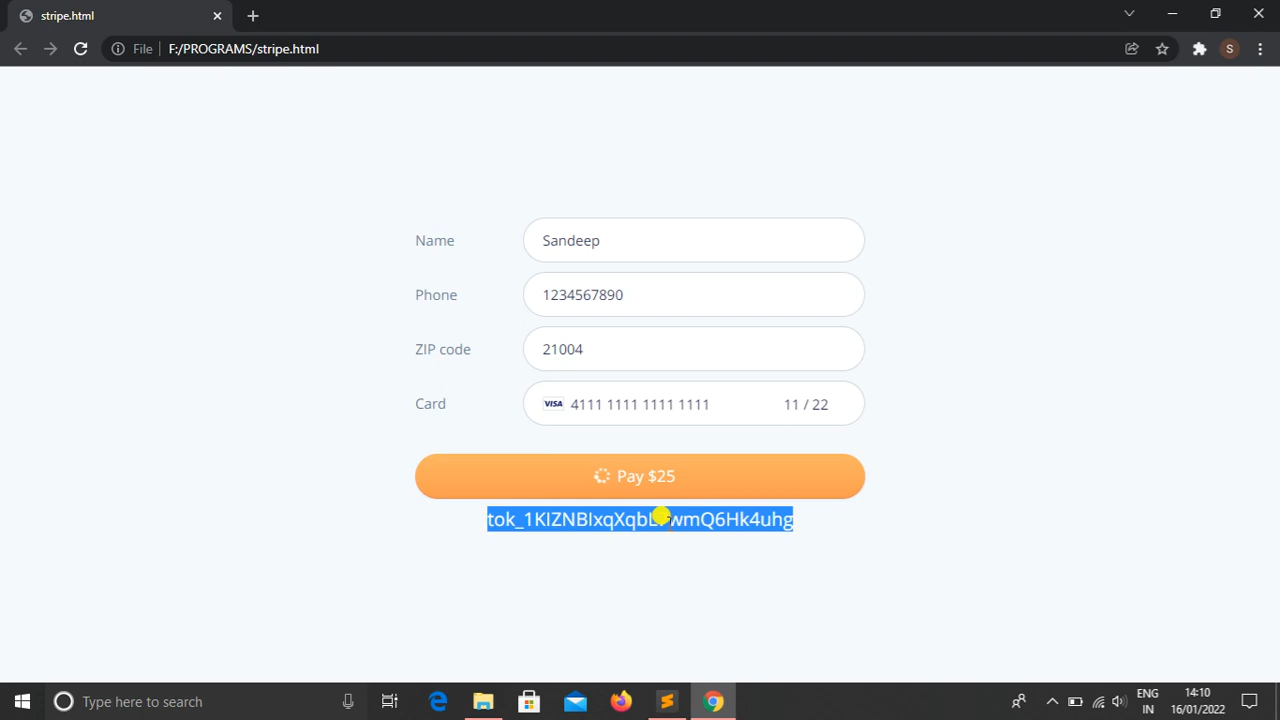 stripe.html
File
F:/PROGRAMS/stripe.html
S
Name
Sandeep
Phone
1234567890
ZIP code
21004
Card
VISA 4111 1111 1111 1111 11 / 22
Pay $25
Type here to search
ENG
IN
14:10
16/01/2022